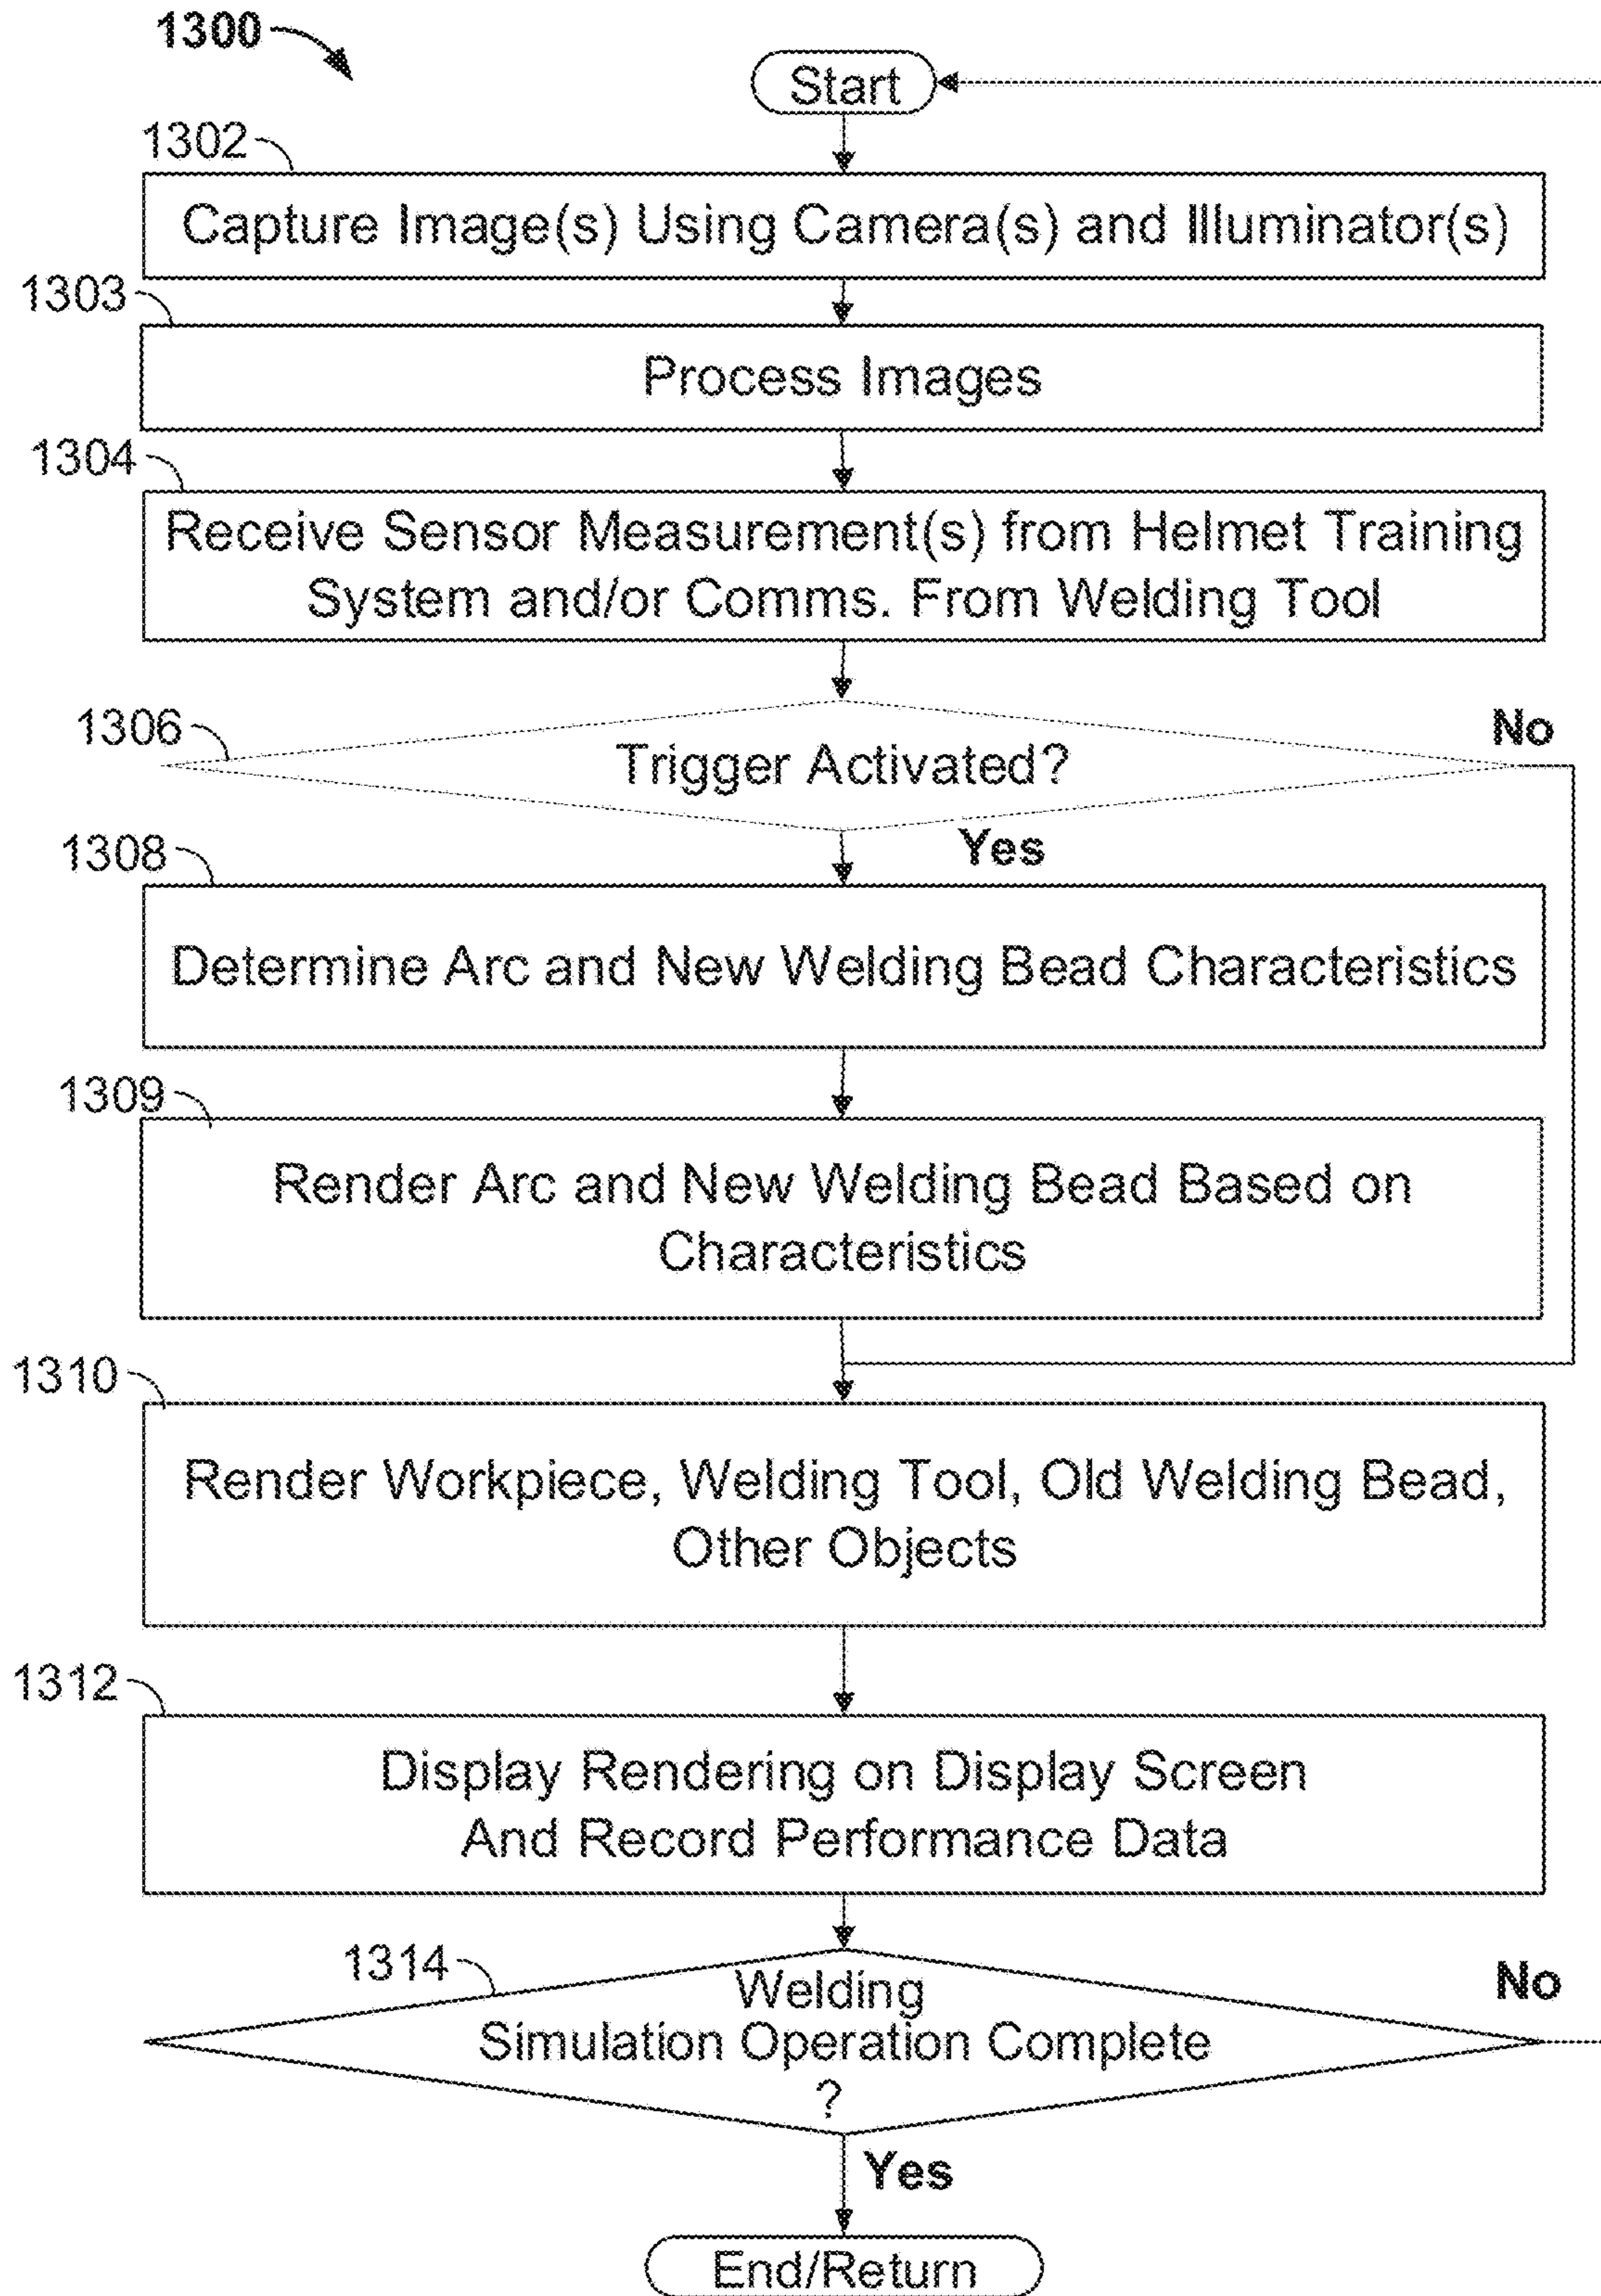 1300
Start
1302
Capture Image(s) Using Camera(s) and Illuminator(s)
1303
Process Images
1304
Receive Sensor Measurement(s) from Helmet Training
System and/or Comms. From Welding Tool
1306
Trigger Activated?
No
Yes
1308
Determine Arc and New Welding Bead Characteristics
1309
Render Arc and New Welding Bead Based on
Characteristics
1310
Render Workpiece, Welding Tool, Old Welding Bead,
Other Objects
1312
Display Rendering on Display Screen
And Record Performance Data
1314
Welding
Simulation Operation Complete
?
No
Yes
End/Return